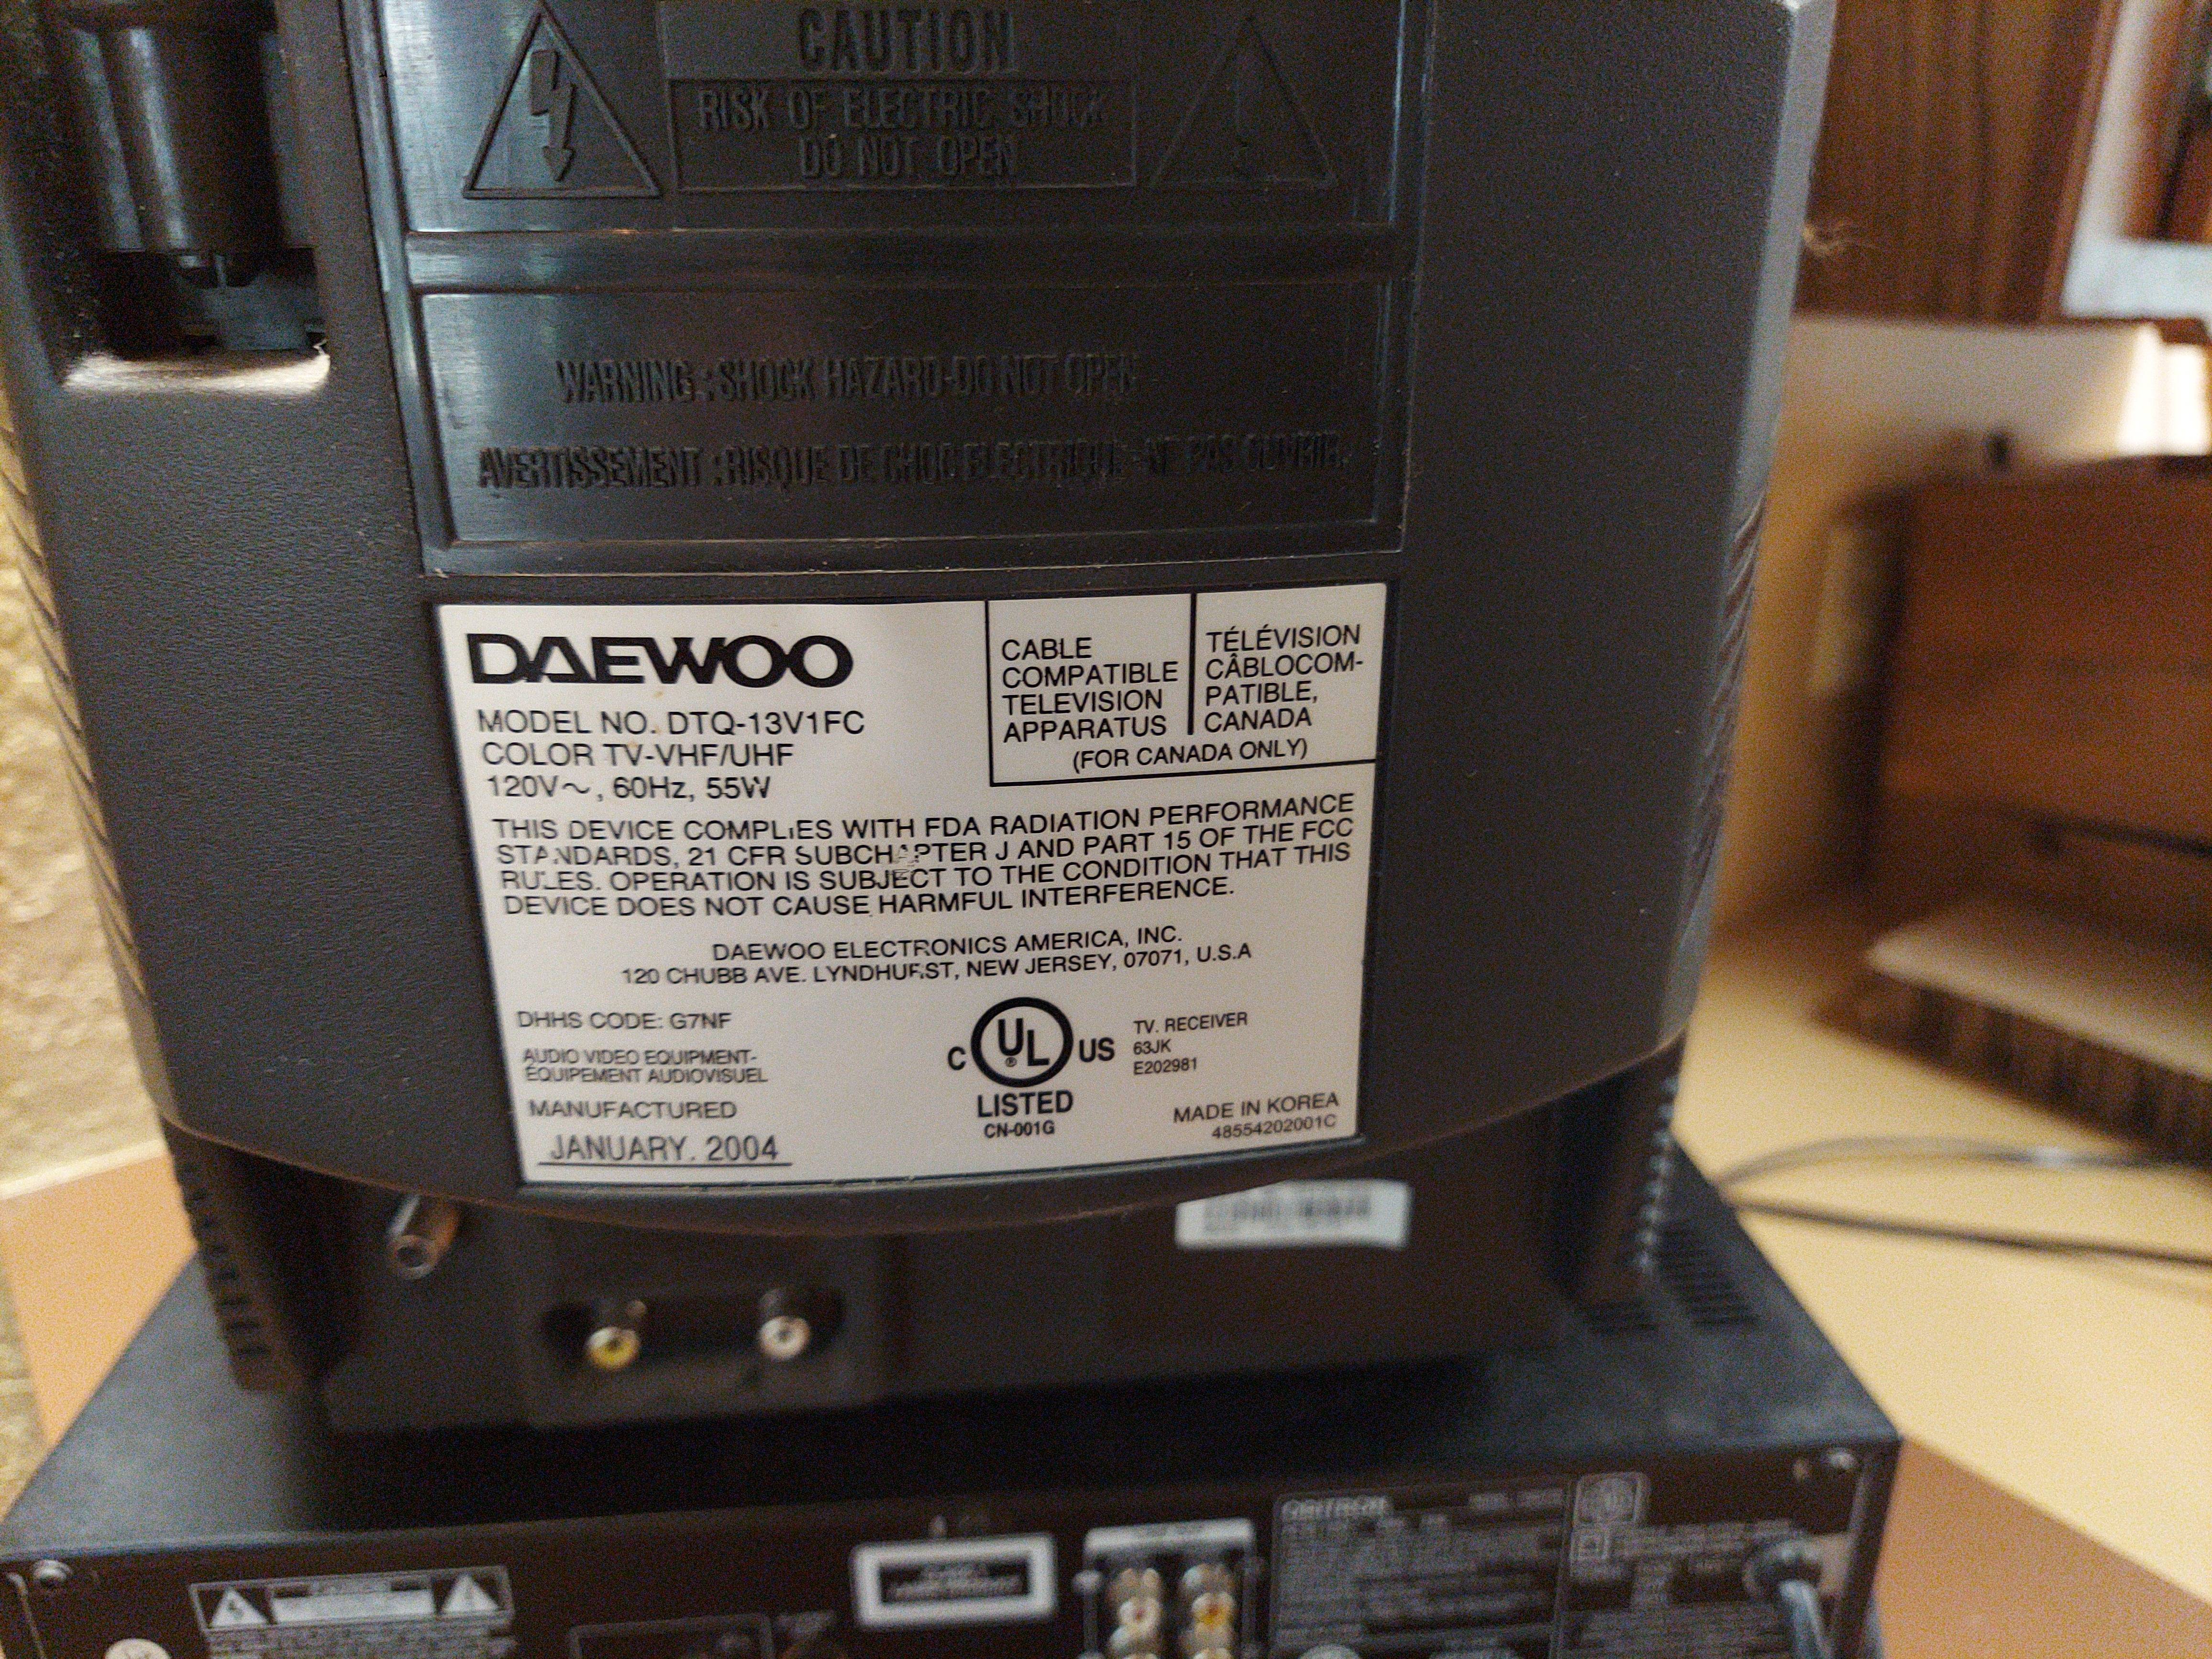 CAUTION
RISK OF ELECTRIC SHOCK
DO NOT OPEN
WARNING : SHOCK HAZARD-DO NOT OPEN
AVERTISSEMENT : RISQUE DE CHOC ELECTRIQUE - NE PAS
DAEWOO
MODEL NO. DTQ-13V1FC
COLOR TV-VHF/UHF
120V~, 60Hz, 55W
CABLE
COMPATIBLE
TELEVISION
APPARATUS
TÉLÉVISION
CÂBLOCOM-
PATIBLE,
CANADA
(FOR CANADA ONLY)
THIS DEVICE COMPLIES WITH FDA RADIATION PERFORMANCE
STANDARDS, 21 CFR SUBCHAPTER J AND PART 15 OF THE FCC
RULES. OPERATION IS SUBJECT TO THE CONDITION THAT THIS
DEVICE DOES NOT CAUSE HARMFUL INTERFERENCE.
DAEWOO ELECTRONICS AMERICA, INC.
120 CHUBB AVE. LYNDHURST, NEW JERSEY, 07071, U.S.A
DHHS CODE: G7NF
AUDIO VIDEO EQUIPMENT-
ÉQUIPEMENT AUDIOVISUEL
MANUFACTURED
JANUARY. 2004
C UL® US
LISTED
CN-001G
TV. RECEIVER
63JK
E202981
MADE IN KOREA
48554202001C